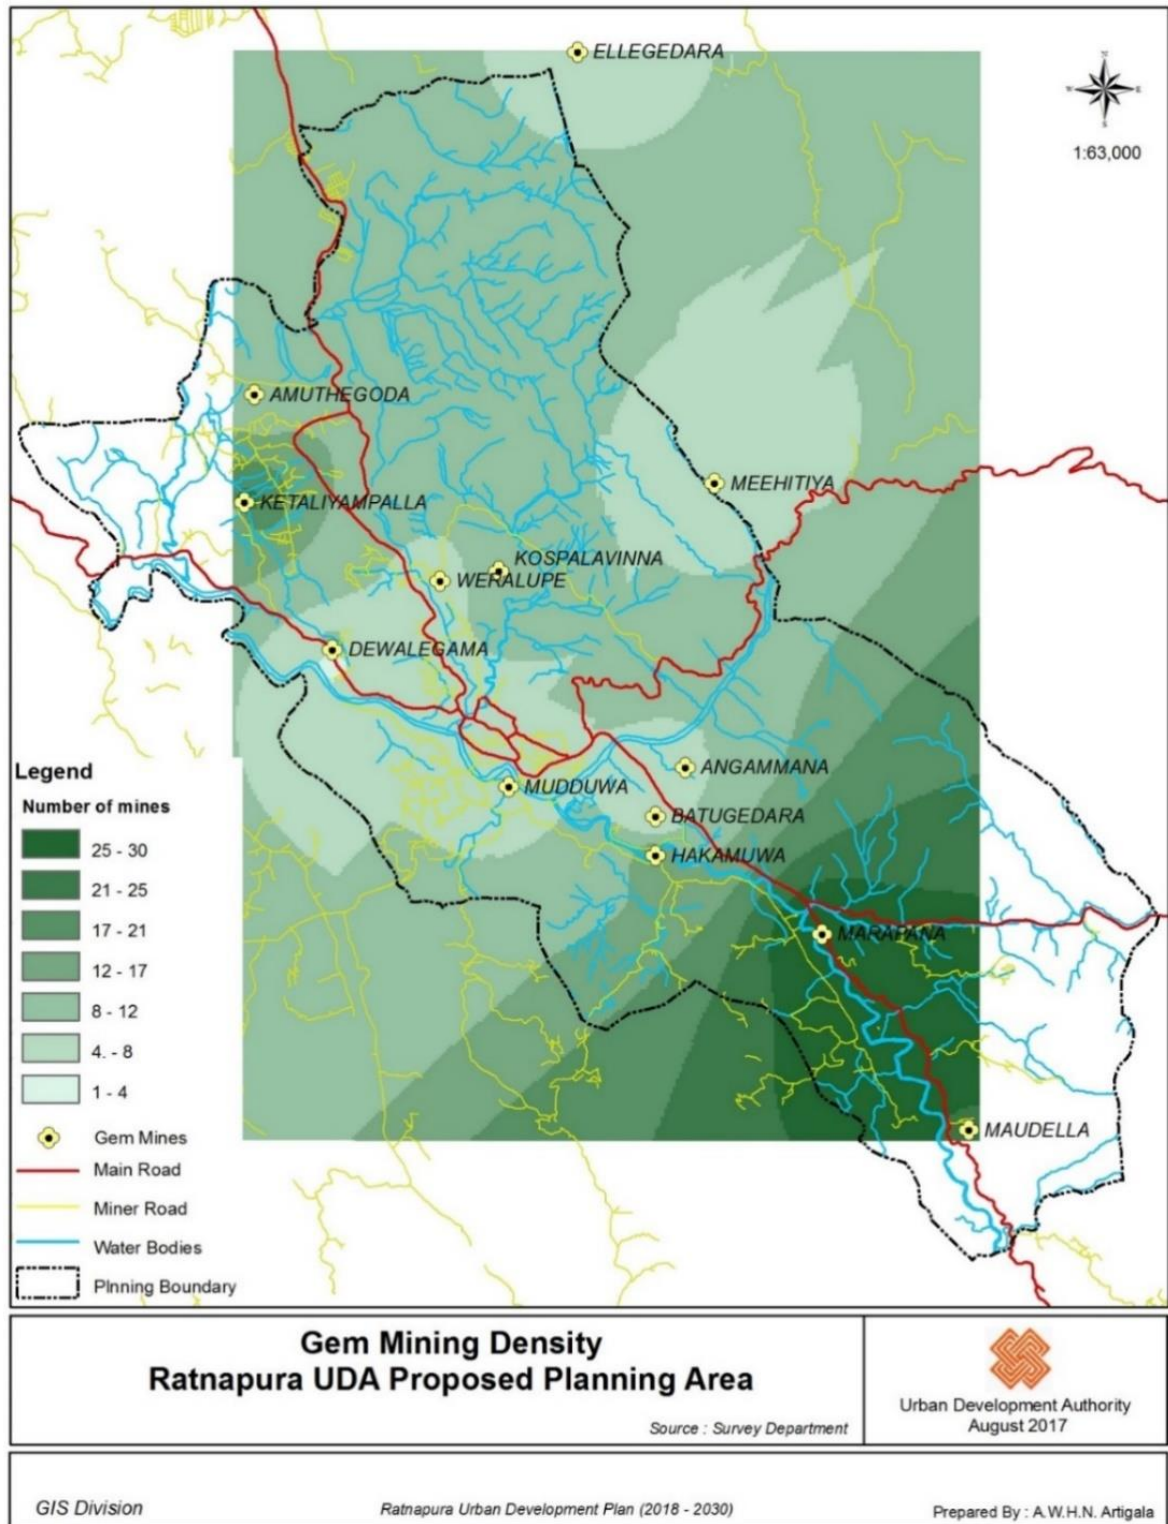 ELLEGEDARA
N
W
E
S
1:63,000
AMUTHEGODA
MEEHITIYA
KETALIYAMPALLA
KOSPALAVINNA
WERALUPE
DEWALEGAMA
ANGAMMANA
MUDDUWA
BATUGEDARA
HAKAMUWA
MARAPANA
MAUDELLA
Legend
Number of mines
25 - 30
21 - 25
17 - 21
12 - 17
8 - 12
4. - 8
1 - 4
Gem Mines
Main Road
Miner Road
Water Bodies
Plnning Boundary
Gem Mining Density
Ratnapura UDA Proposed Planning Area
Source : Survey Department
Urban Development Authority
August 2017
GIS Division
Ratnapura Urban Development Plan (2018 - 2030)
Prepared By : A.W.H.N. Artigala